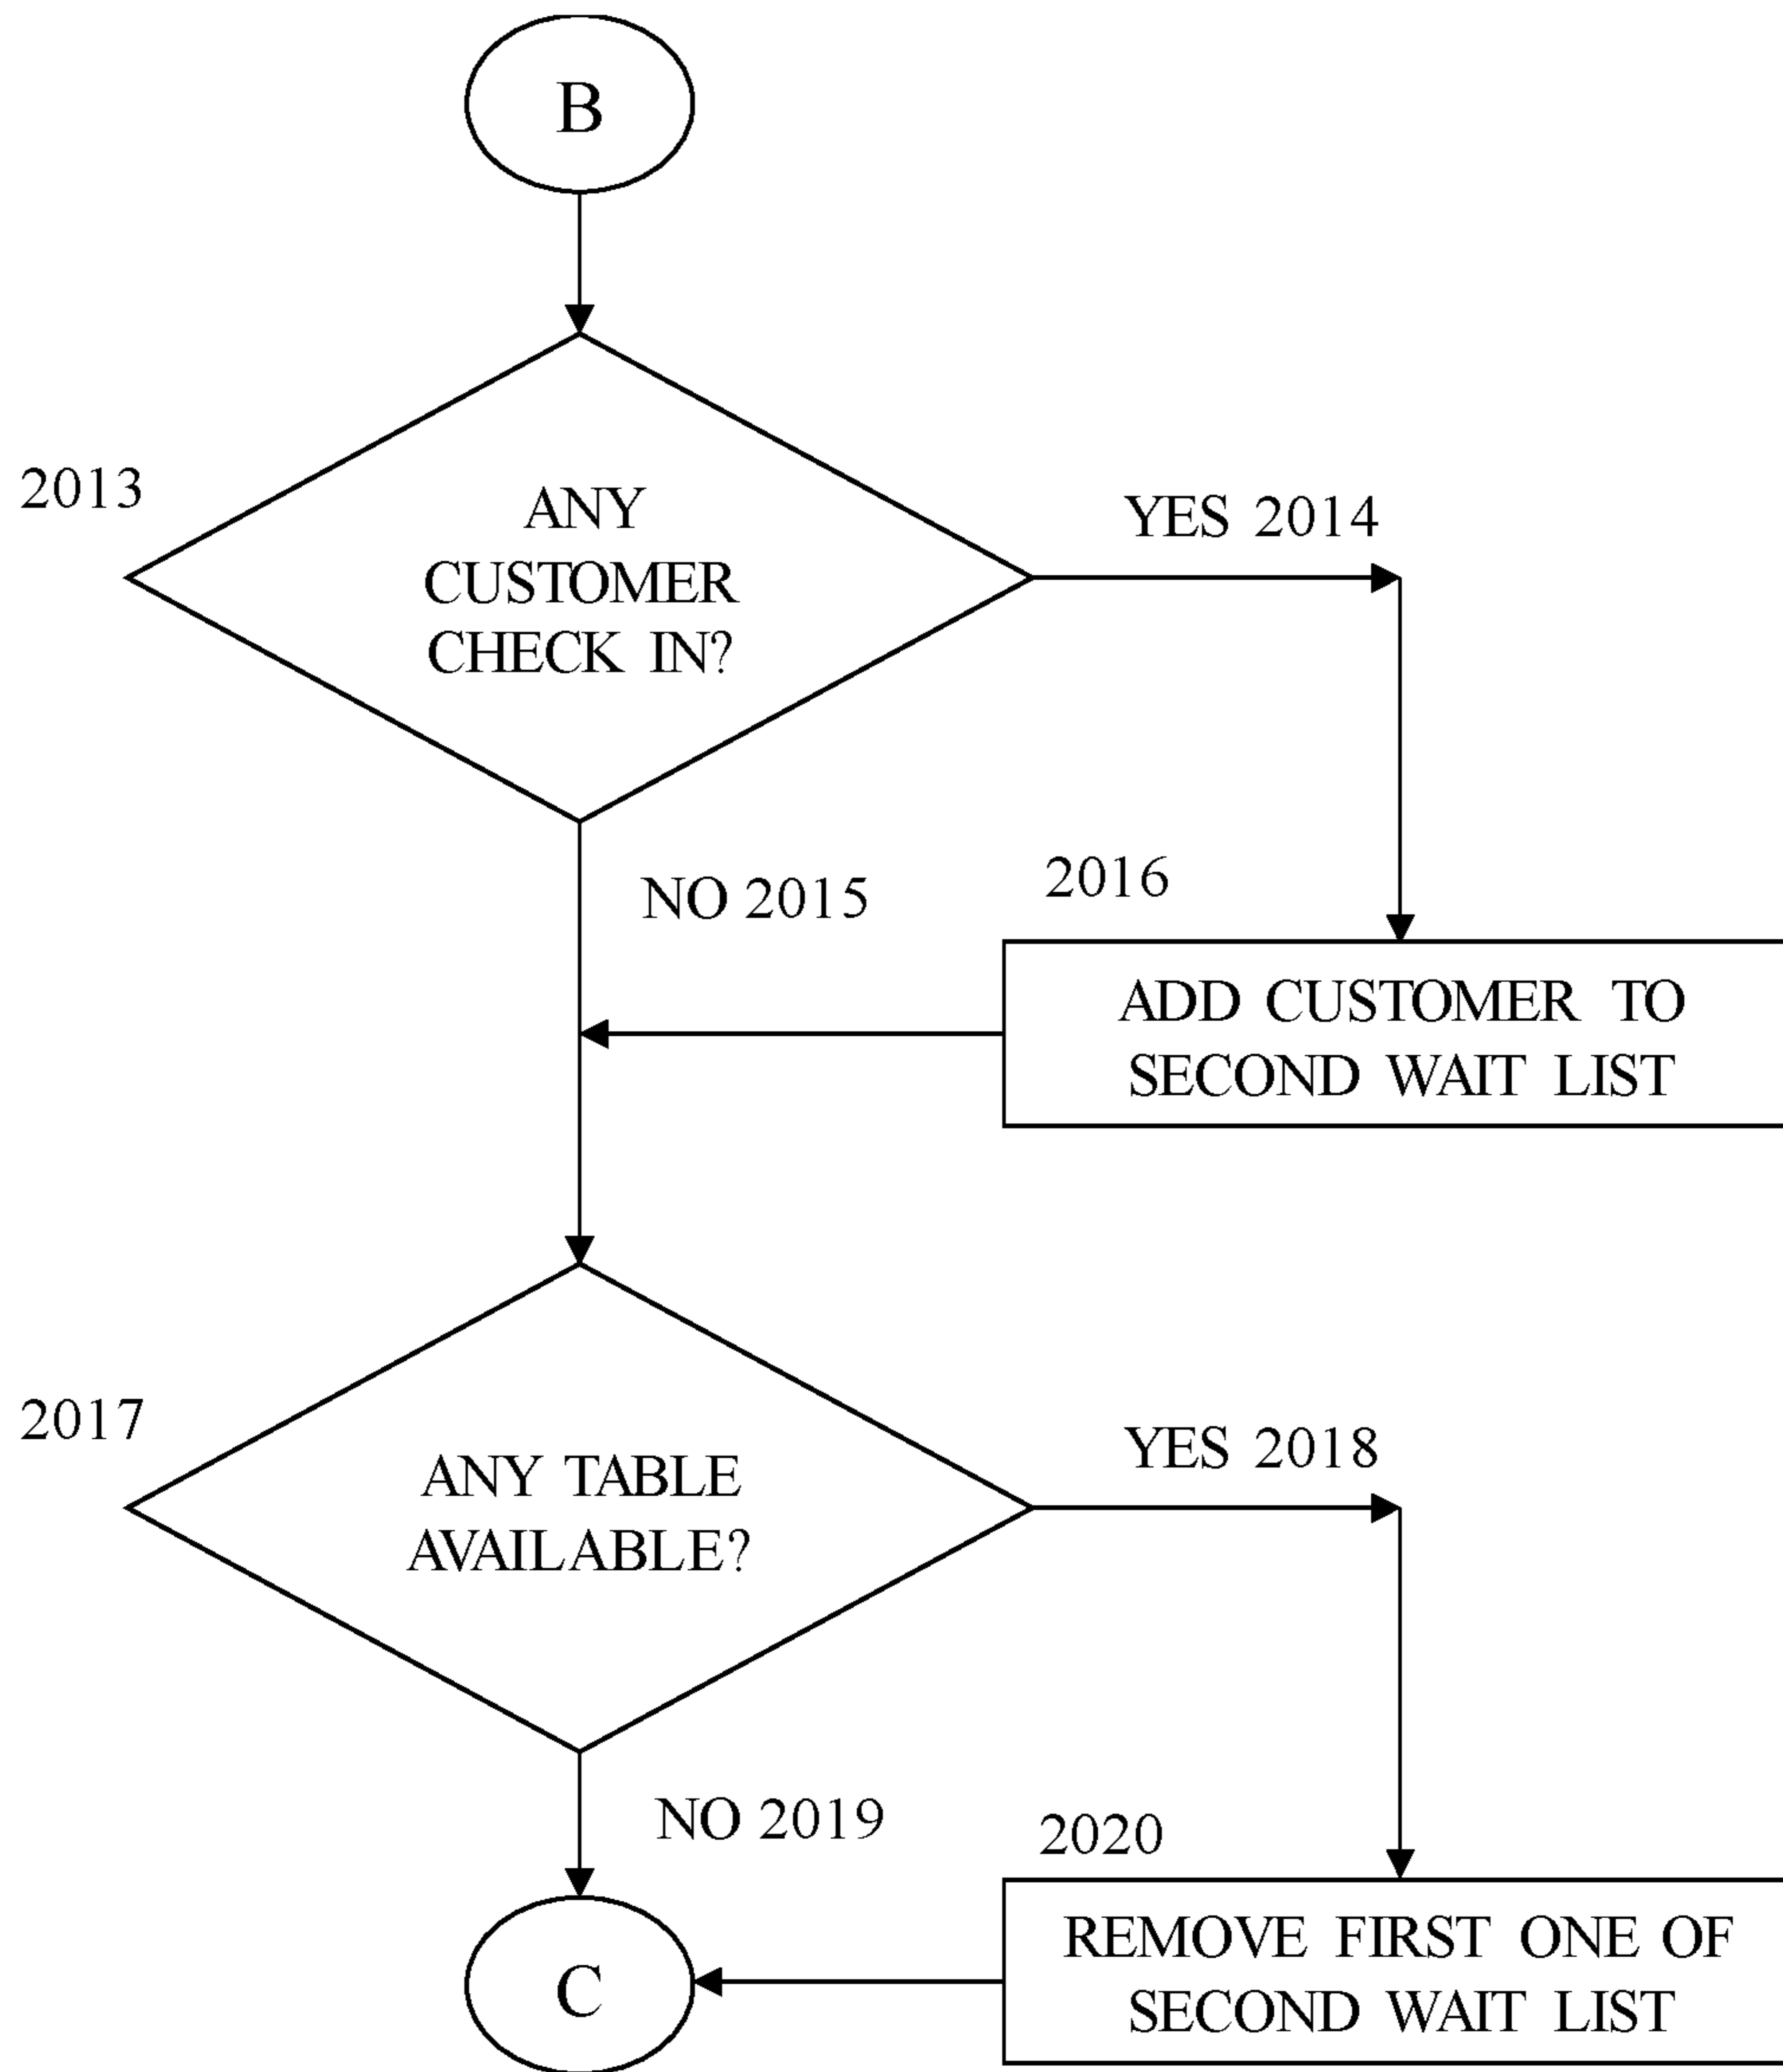 B
2013
ANY
CUSTOMER
CHECK IN?
YES 2014
NO 2015
2016
ADD CUSTOMER TO
SECOND WAIT LIST
2017
ANY TABLE
AVAILABLE?
YES 2018
NO 2019
2020
REMOVE FIRST ONE OF
SECOND WAIT LIST
C